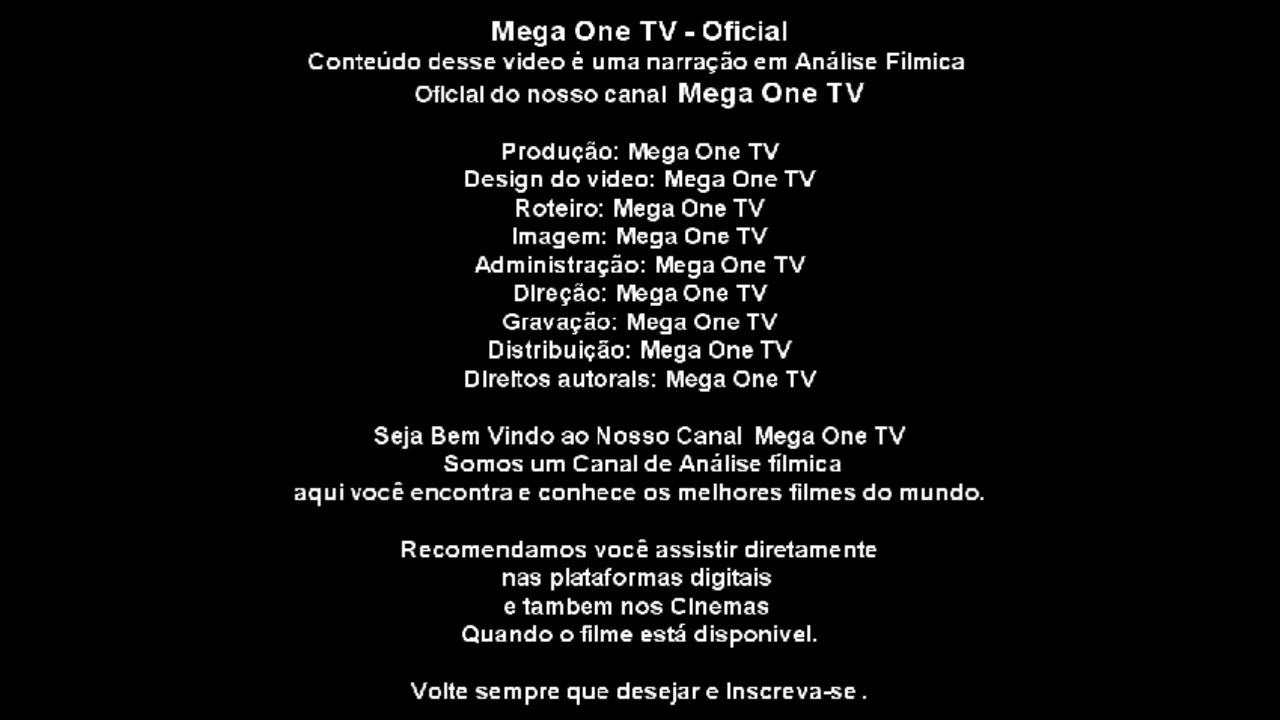 Mega One TV - Oficial
Conteúdo desse video é uma narração em Análise Filmica
Oficial do nosso canal Mega One TV
Produção: Mega One TV
Design do video: Mega One TV
Roteiro: Mega One TV
Imagem: Mega One TV
Administração: Mega One TV
Direção: Mega One TV
Gravação: Mega One TV
Distribuição: Mega One TV
Direitos autorais: Mega One TV
Seja Bem Vindo ao Nosso Canal Mega One TV
Somos um Canal de Análise fílmica
aqui você encontra e conhece os melhores filmes do mundo.
Recomendamos você assistir diretamente
nas plataformas digitais
e tambem nos Cinemas
Quando o filme está disponivel.
Volte sempre que desejar e Inscreva-se .